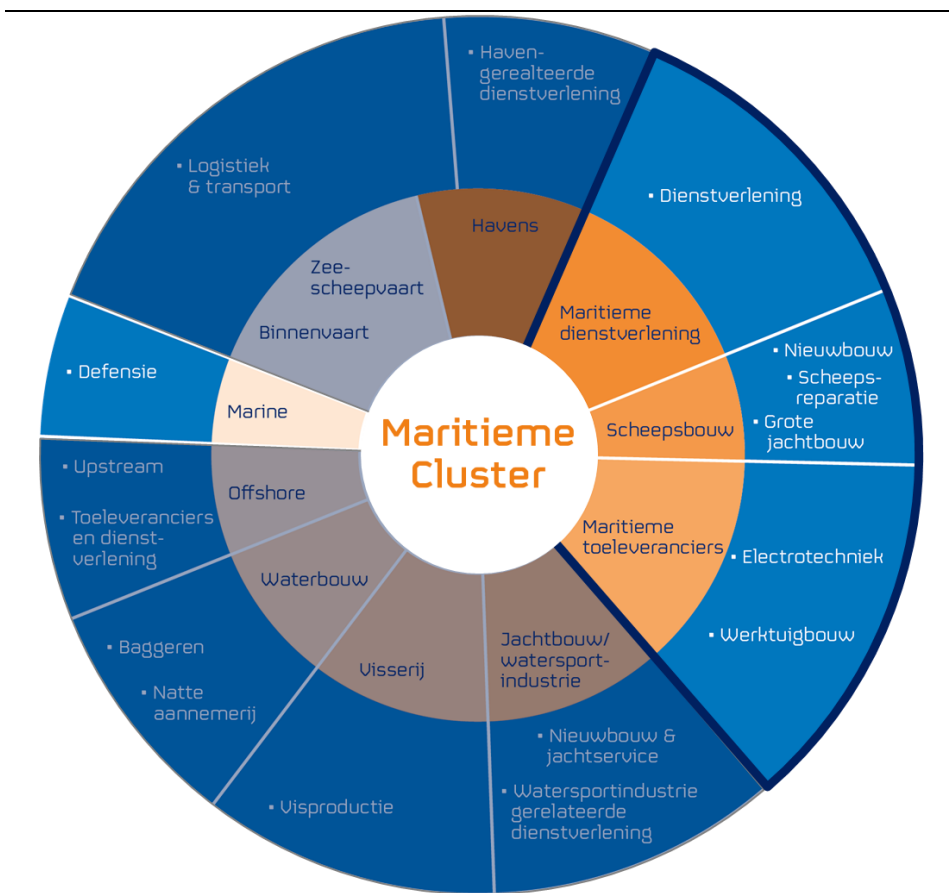 ▪ Haven-
gerealteerde
dienstverlening
▪ Logistiek
& transport
▪ Dienstverlening
Havens
Zee-
scheepvaart
Binnenvaart
Maritieme
dienstverlening
▪ Nieuwbouw
▪ Scheeps-
reparatie
▪ Grote
jachtbouw
▪ Defensie
Marine
Maritieme
Cluster
Scheepsbouw
▪ Upstream
▪ Toeleveranciers
en dienst-
verlening
Offshore
Maritieme
toeleveranciers
▪ Electrotechniek
▪ Werktuigbouw
Waterbouw
▪ Baggeren
▪ Natte
aannemerij
Visserij
Jachtbouw/
watersport-
industrie
▪ Visproductie
▪ Nieuwbouw &
jachtservice
▪ Watersportindustrie
gerelateerde
dienstverlening